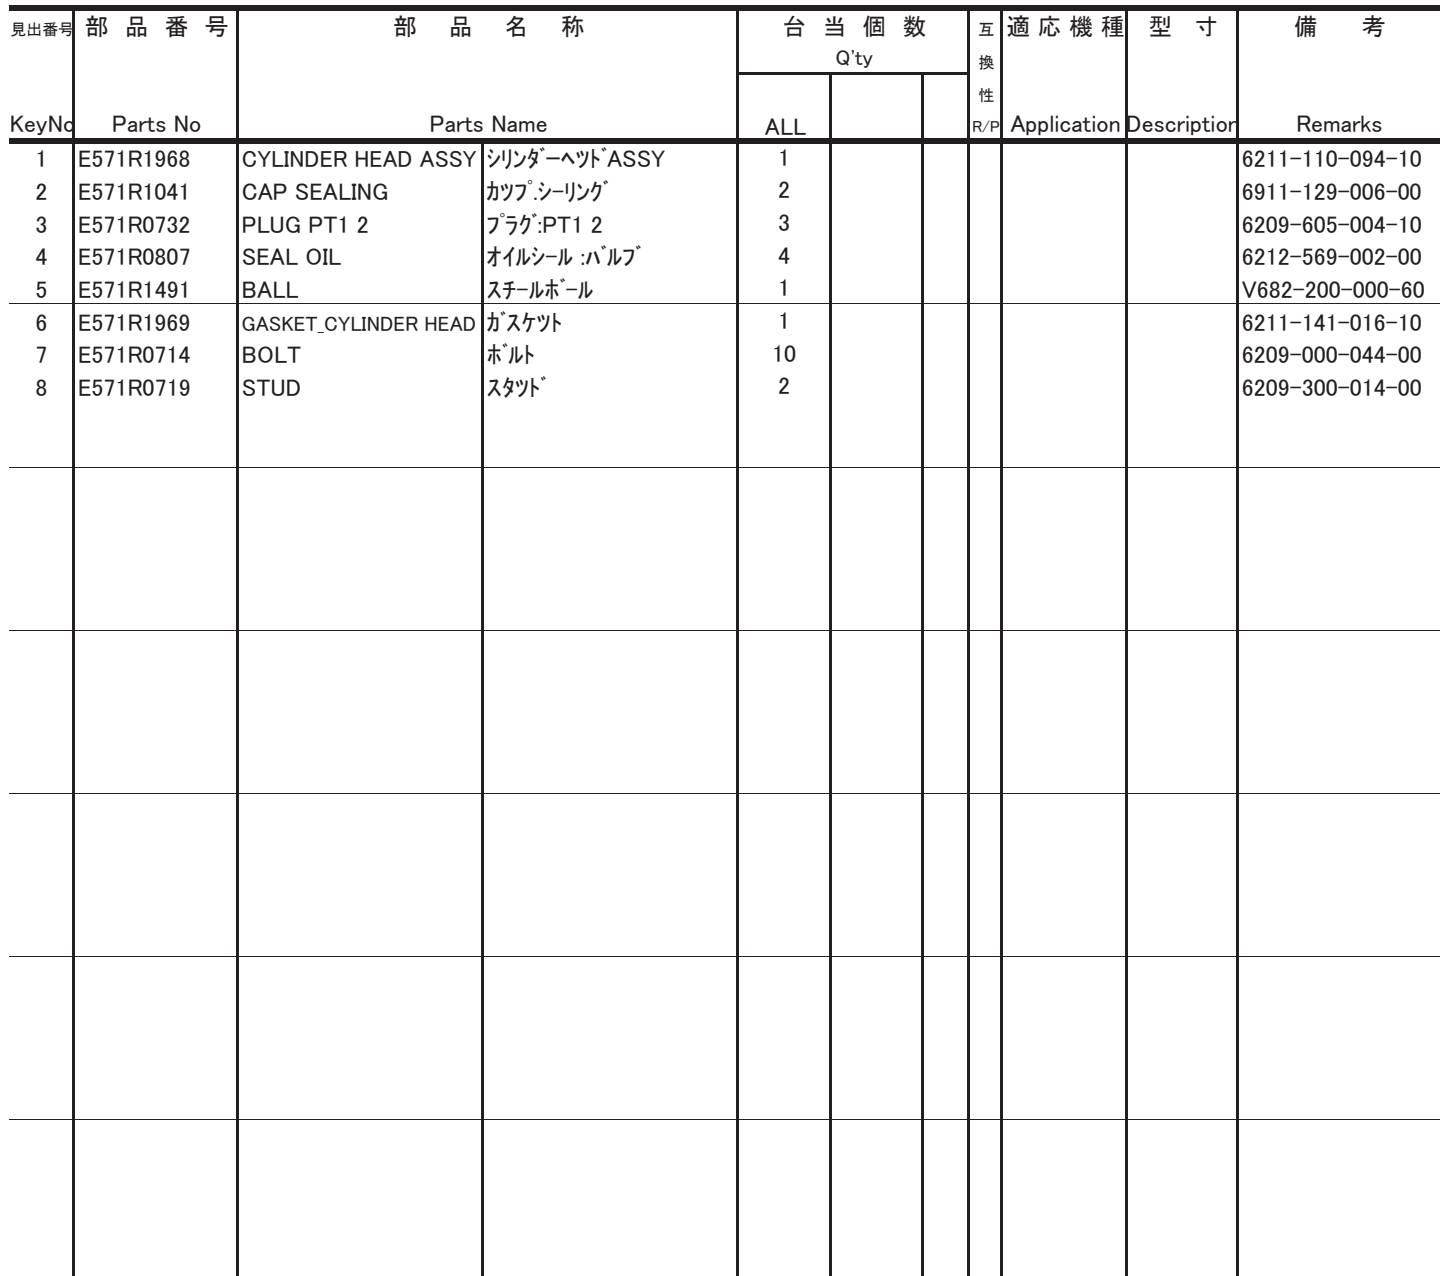 見出番号 部品番号 部品名称 台当個数 互換性 適応機種 型寸 備考
Q'ty
KeyNo Parts No Parts Name ALL R/P Application Description Remarks
1 E571R1968 CYLINDER HEAD ASSY ｼﾘﾝﾀﾞｰﾍﾂﾄﾞASSY 1 6211-110-094-10
2 E571R1041 CAP SEALING ｶﾂﾌﾟ.ｼｰﾘﾝｸﾞ 2 6911-129-006-00
3 E571R0732 PLUG PT1 2 ﾌﾟﾗｸﾞ:PT1 2 3 6209-605-004-10
4 E571R0807 SEAL OIL ｵｲﾙｼｰﾙ :ﾊﾞﾙﾌﾞ 4 6212-569-002-00
5 E571R1491 BALL ｽﾁｰﾙﾎﾞｰﾙ 1 V682-200-000-60
6 E571R1969 GASKET_CYLINDER HEAD ｶﾞｽｹﾂﾄ 1 6211-141-016-10
7 E571R0714 BOLT ﾎﾞﾙﾄ 10 6209-000-044-00
8 E571R0719 STUD ｽﾀﾂﾄﾞ 2 6209-300-014-00